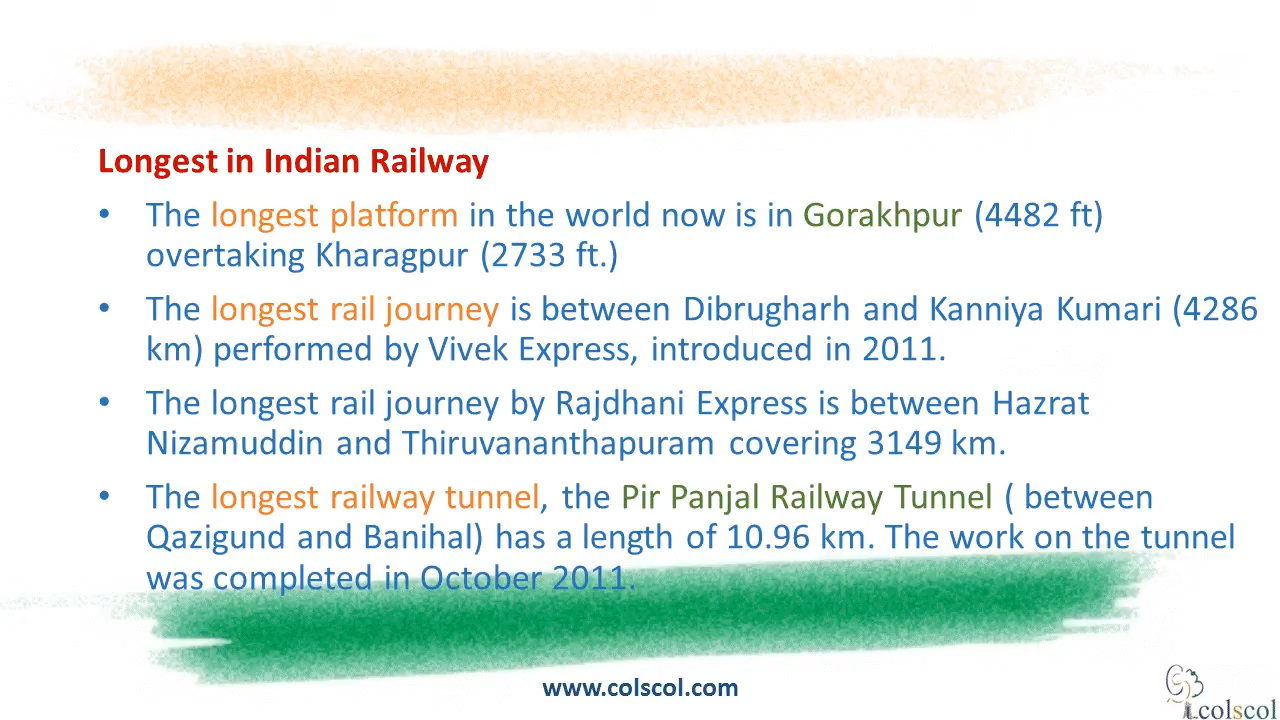 Longest in Indian Railway
• The longest platform in the world now is in Gorakhpur (4482 ft)
overtaking Kharagpur (2733 ft.)
• The longest rail journey is between Dibrugharh and Kanniya Kumari (4286
km) performed by Vivek Express, introduced in 2011.
• The longest rail journey by Rajdhani Express is between Hazrat
Nizamuddin and Thiruvananthapuram covering 3149 km.
• The longest railway tunnel, the Pir Panjal Railway Tunnel ( between
Qazigund and Banihal) has a length of 10.96 km. The work on the tunnel
was completed in October 2011.
www.colscol.com
colscol